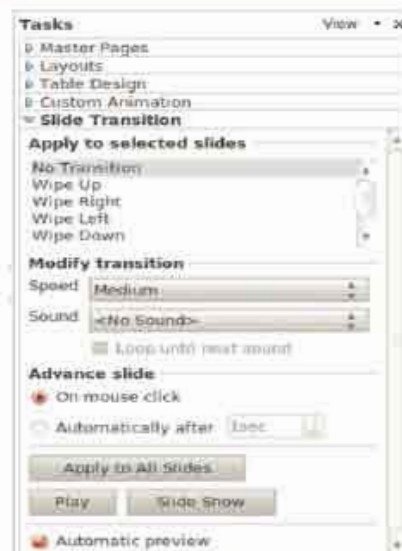 Tasks View
Master Pages
Layouts
Table Design
Custom Animation
Slide Transition
Apply to selected slides
No Transition
Wipe Up
Wipe Right
Wipe Left
Wipe Down
Modify transition
Speed Medium
Sound <No Sound>
Loop until next sound
Advance slide
On mouse click
Automatically after 1sec
Apply to All Slides
Play Slide Show
Automatic preview